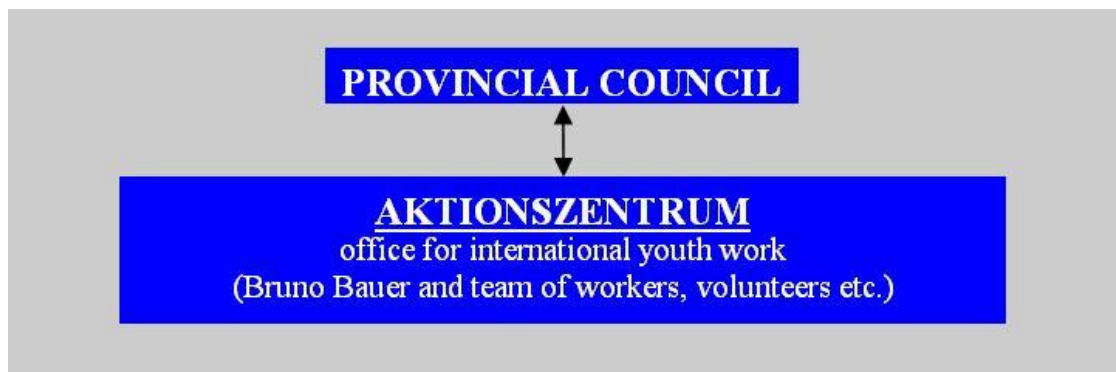 PROVINCIAL COUNCIL
AKTIONSZENTRUM
office for international youth work
(Bruno Bauer and team of workers, volunteers etc.)